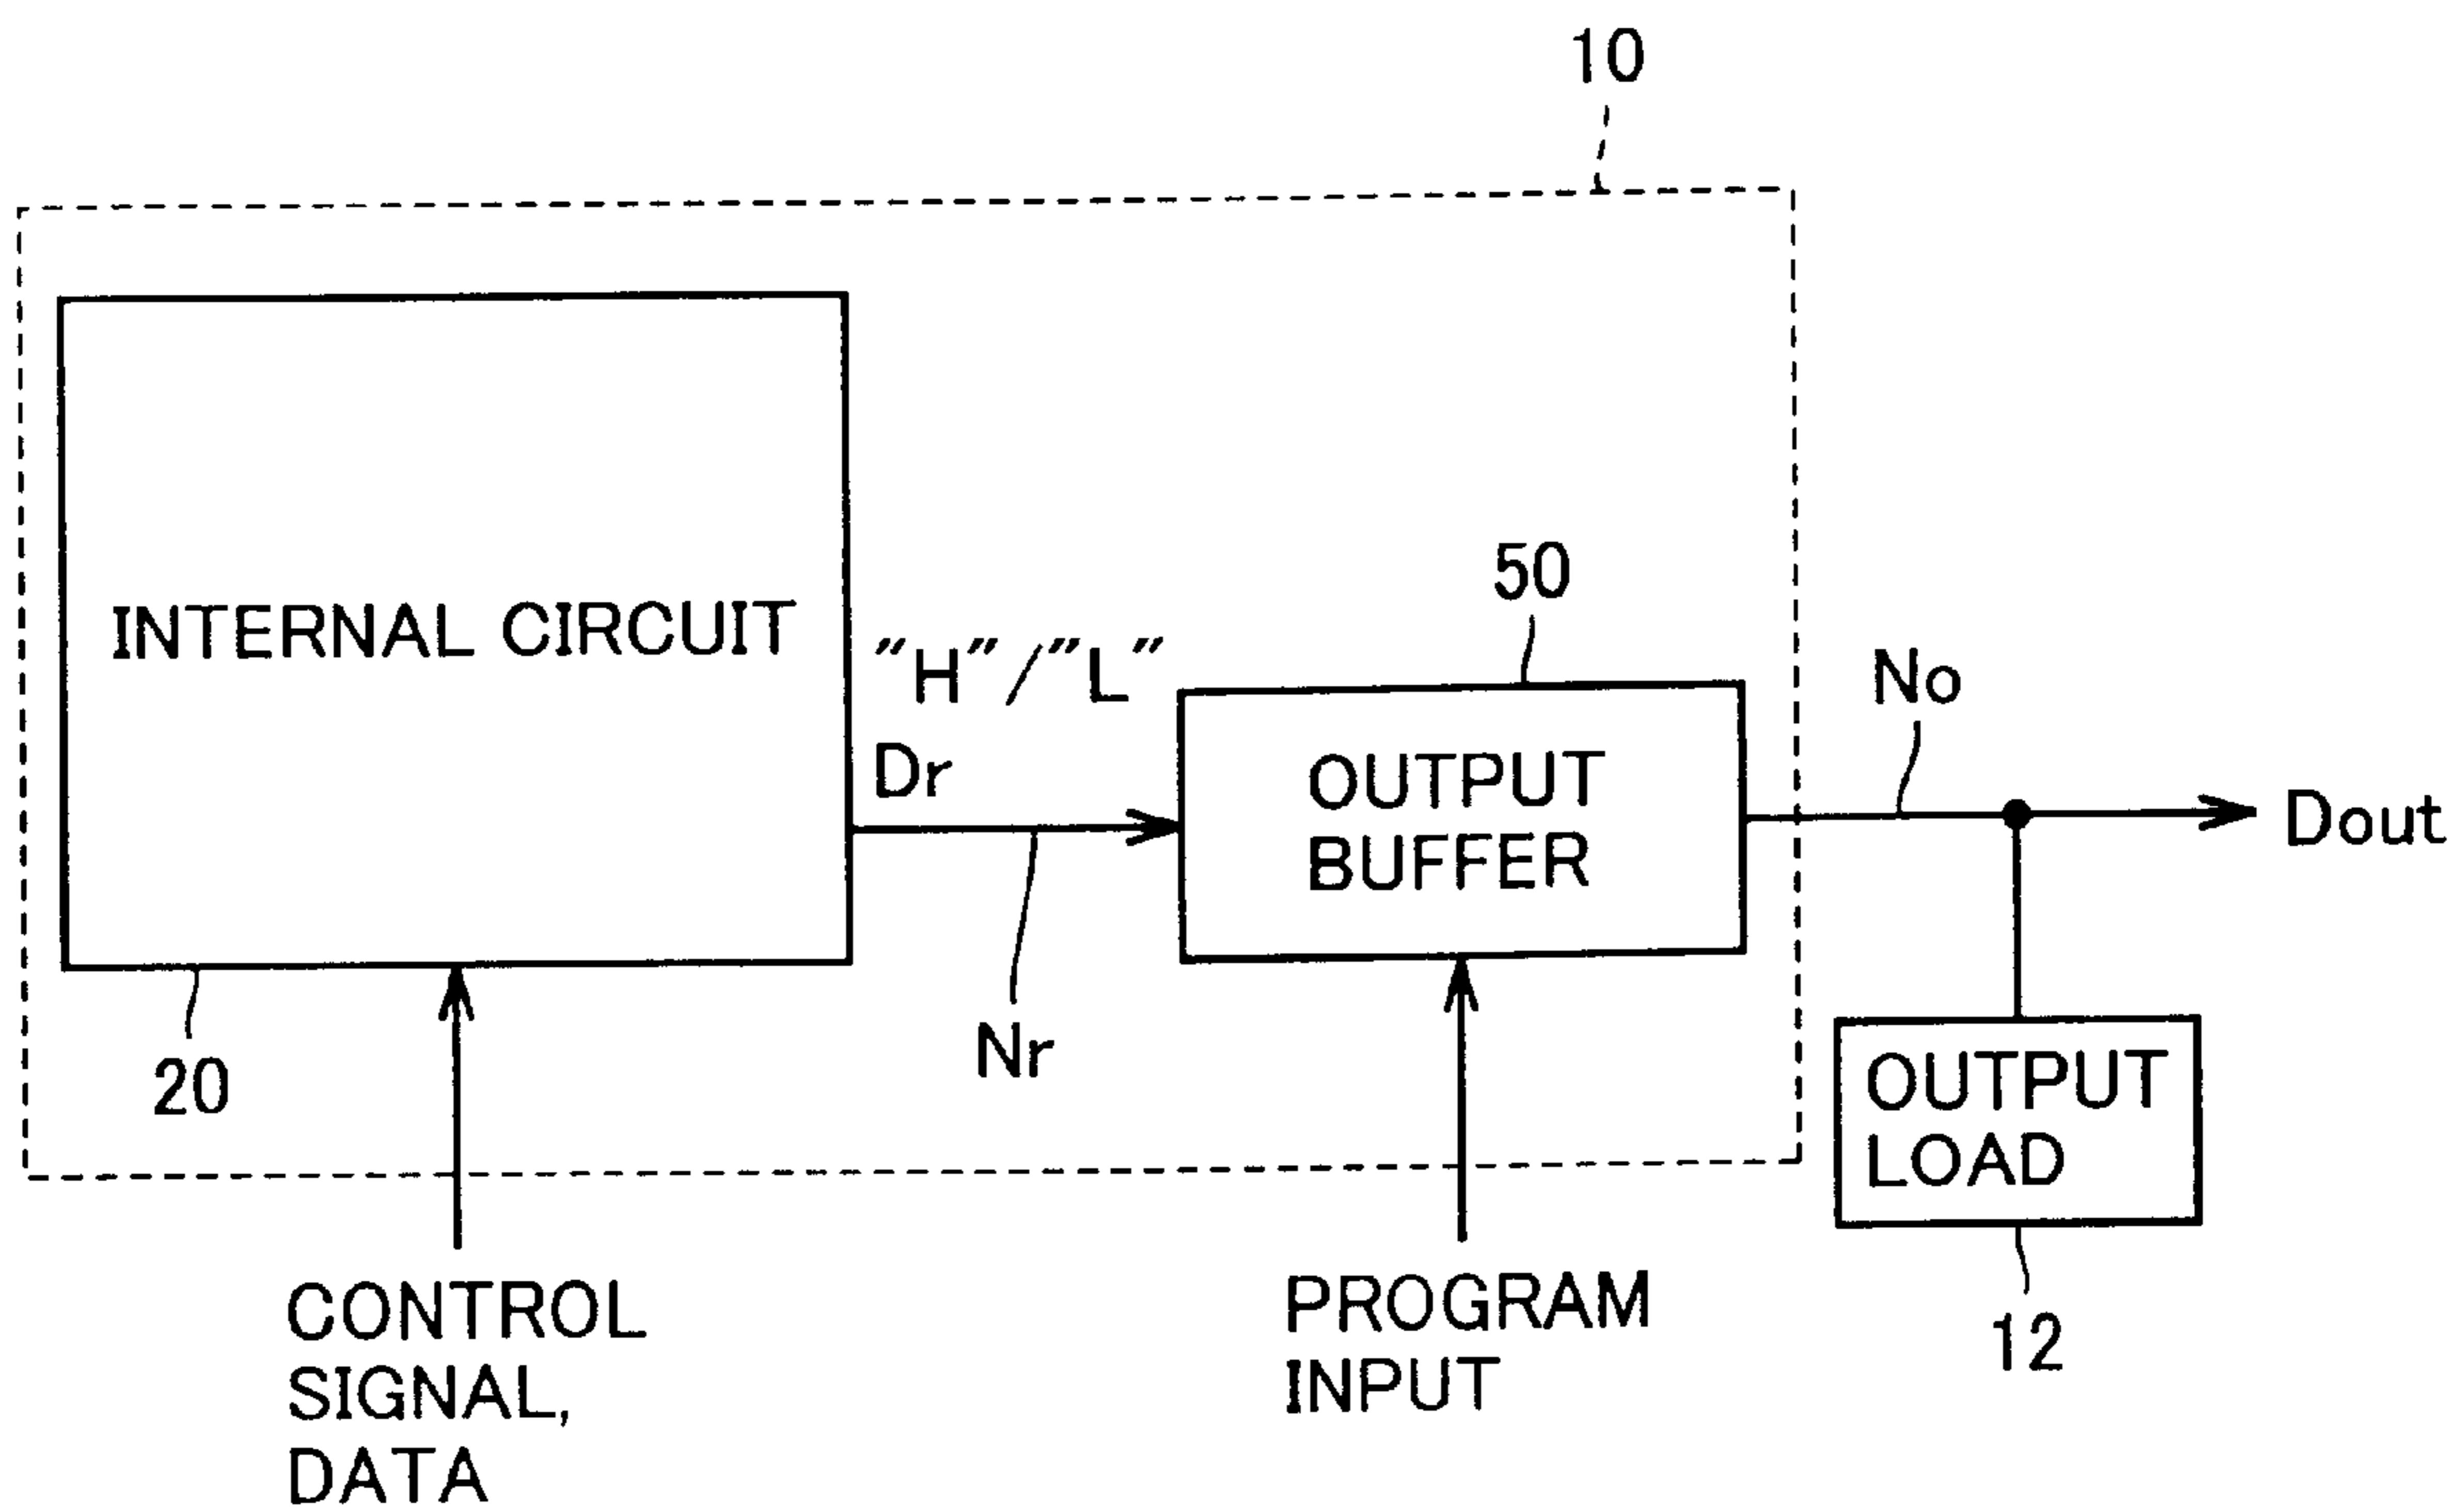 10
INTERNAL CIRCUIT
"H"/"L"
Dr
50
OUTPUT
BUFFER
No
Dout
20
Nr
OUTPUT
LOAD
12
CONTROL
SIGNAL,
DATA
PROGRAM
INPUT